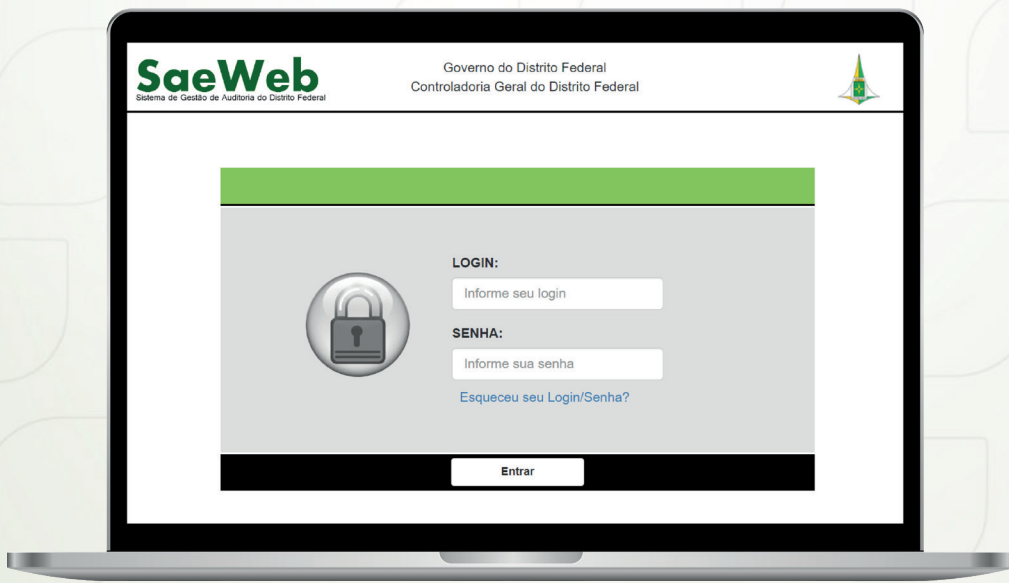 SaeWeb
Sistema de Gestão de Auditoria do Distrito Federal
Governo do Distrito Federal
Controladoria Geral do Distrito Federal
LOGIN:
Informe seu login
SENHA:
Informe sua senha
Esqueceu seu Login/Senha?
Entrar